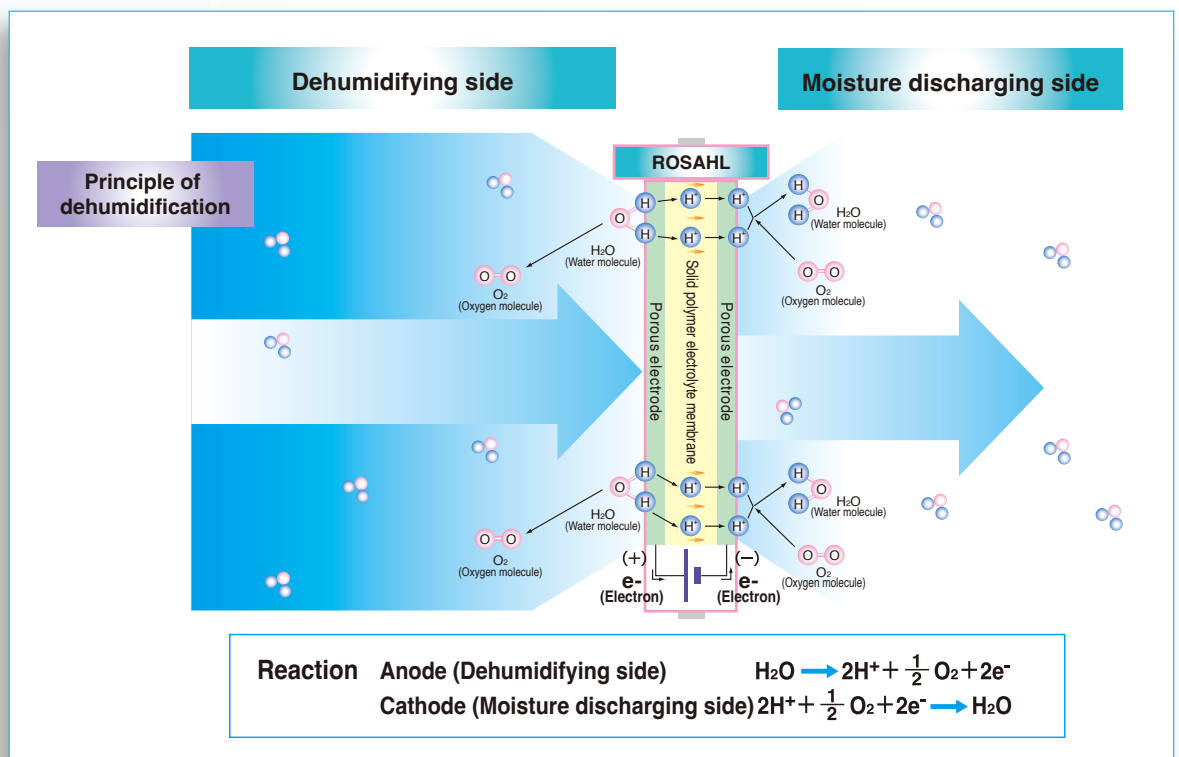 Dehumidifying side
Moisture discharging side
Principle of
dehumidification
ROSAHL
H
H
O
H₂O
(Water molecule)
O
O
O₂
(Oxygen molecule)
H⁺
H⁺
H⁺
H⁺
H
H
O
H₂O
(Water molecule)
O
O
O₂
(Oxygen molecule)
Porous electrode
Solid polymer electrolyte membrane
Porous electrode
H
H
O
H₂O
(Water molecule)
O
O
O₂
(Oxygen molecule)
H⁺
H⁺
H⁺
H⁺
H
H
O
H₂O
(Water molecule)
O
O
O₂
(Oxygen molecule)
(+)
e-
(Electron)
(−)
e-
(Electron)
Reaction Anode (Dehumidifying side) H₂O → 2H⁺ + 1/2 O₂ + 2e⁻
Cathode (Moisture discharging side) 2H⁺ + 1/2 O₂ + 2e⁻ → H₂O